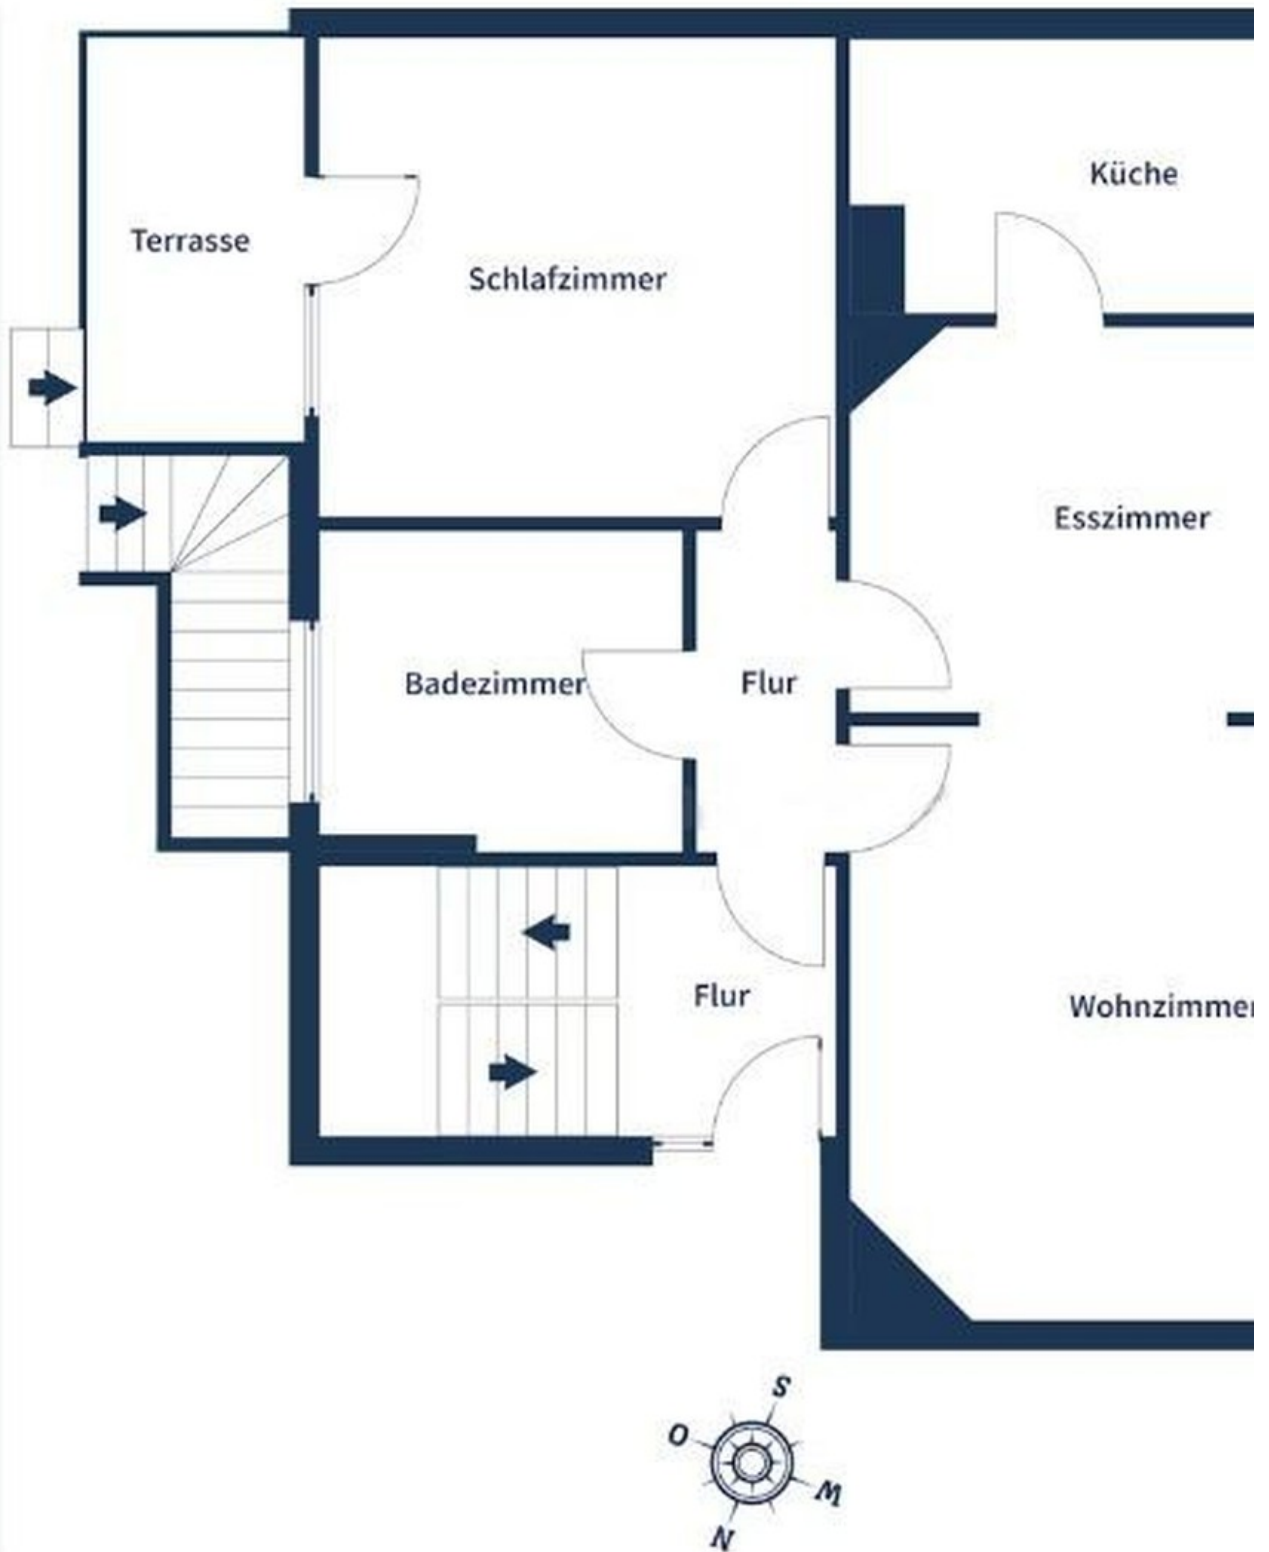 Küche
Terrasse
Schlafzimmer
Esszimmer
Badezimmer
Flur
Flur
Wohnzimmer
S
O
W
N